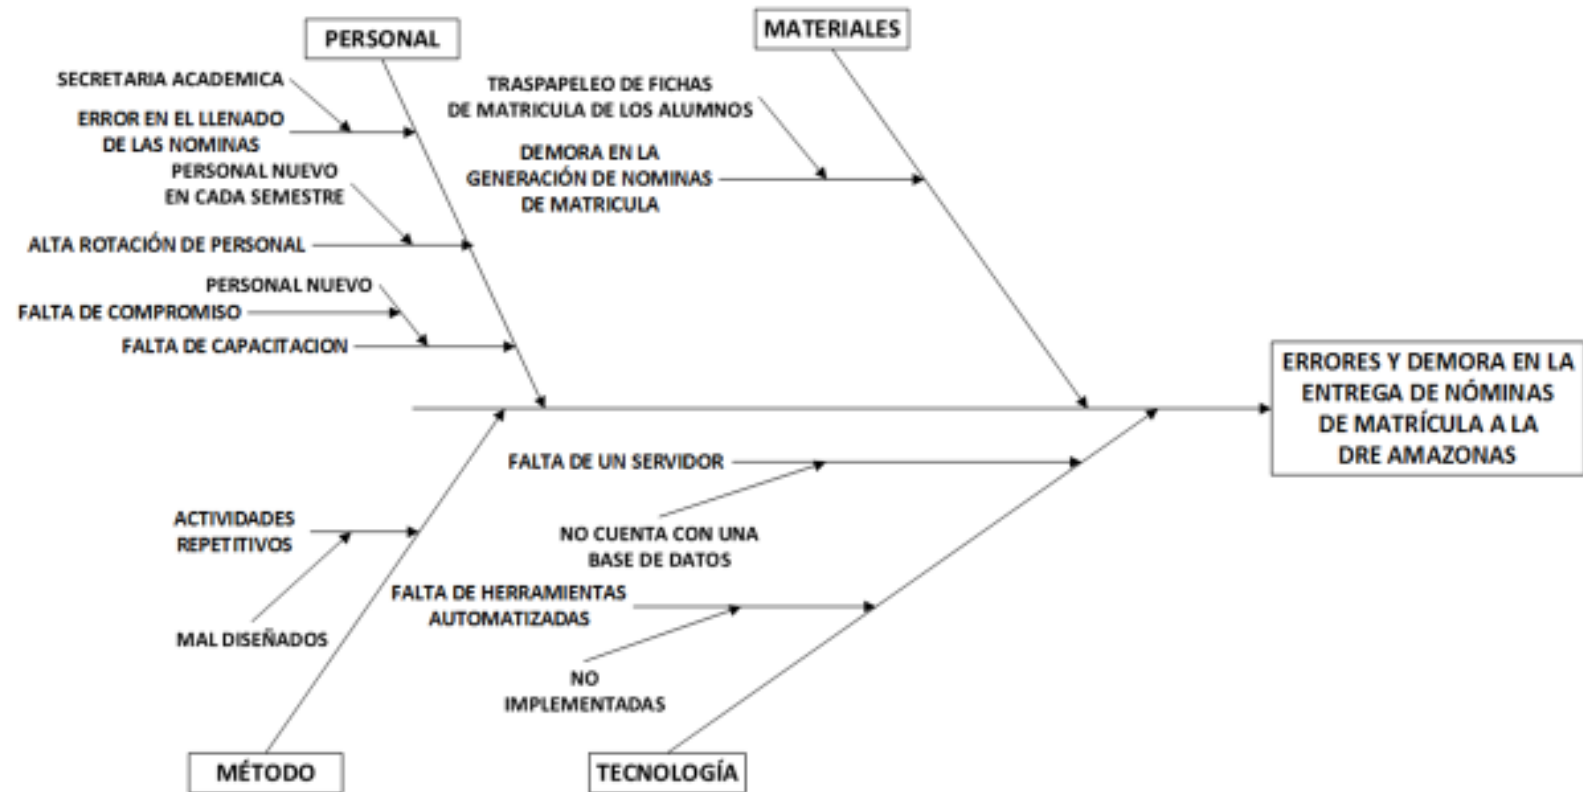 PERSONAL
MATERIALES
SECRETARIA ACADEMICA
ERROR EN EL LLENADO
DE LAS NOMINAS
PERSONAL NUEVO
EN CADA SEMESTRE
ALTA ROTACIÓN DE PERSONAL
PERSONAL NUEVO
FALTA DE COMPROMISO
FALTA DE CAPACITACION
TRASPAPELEO DE FICHAS
DE MATRICULA DE LOS ALUMNOS
DEMORA EN LA
GENERACIÓN DE NOMINAS
DE MATRICULA
ERRORES Y DEMORA EN LA
ENTREGA DE NÓMINAS
DE MATRÍCULA A LA
DRE AMAZONAS
ACTIVIDADES
REPETITIVOS
MAL DISEÑADOS
FALTA DE UN SERVIDOR
NO CUENTA CON UNA
BASE DE DATOS
FALTA DE HERRAMIENTAS
AUTOMATIZADAS
NO
IMPLEMENTADAS
MÉTODO
TECNOLOGÍA